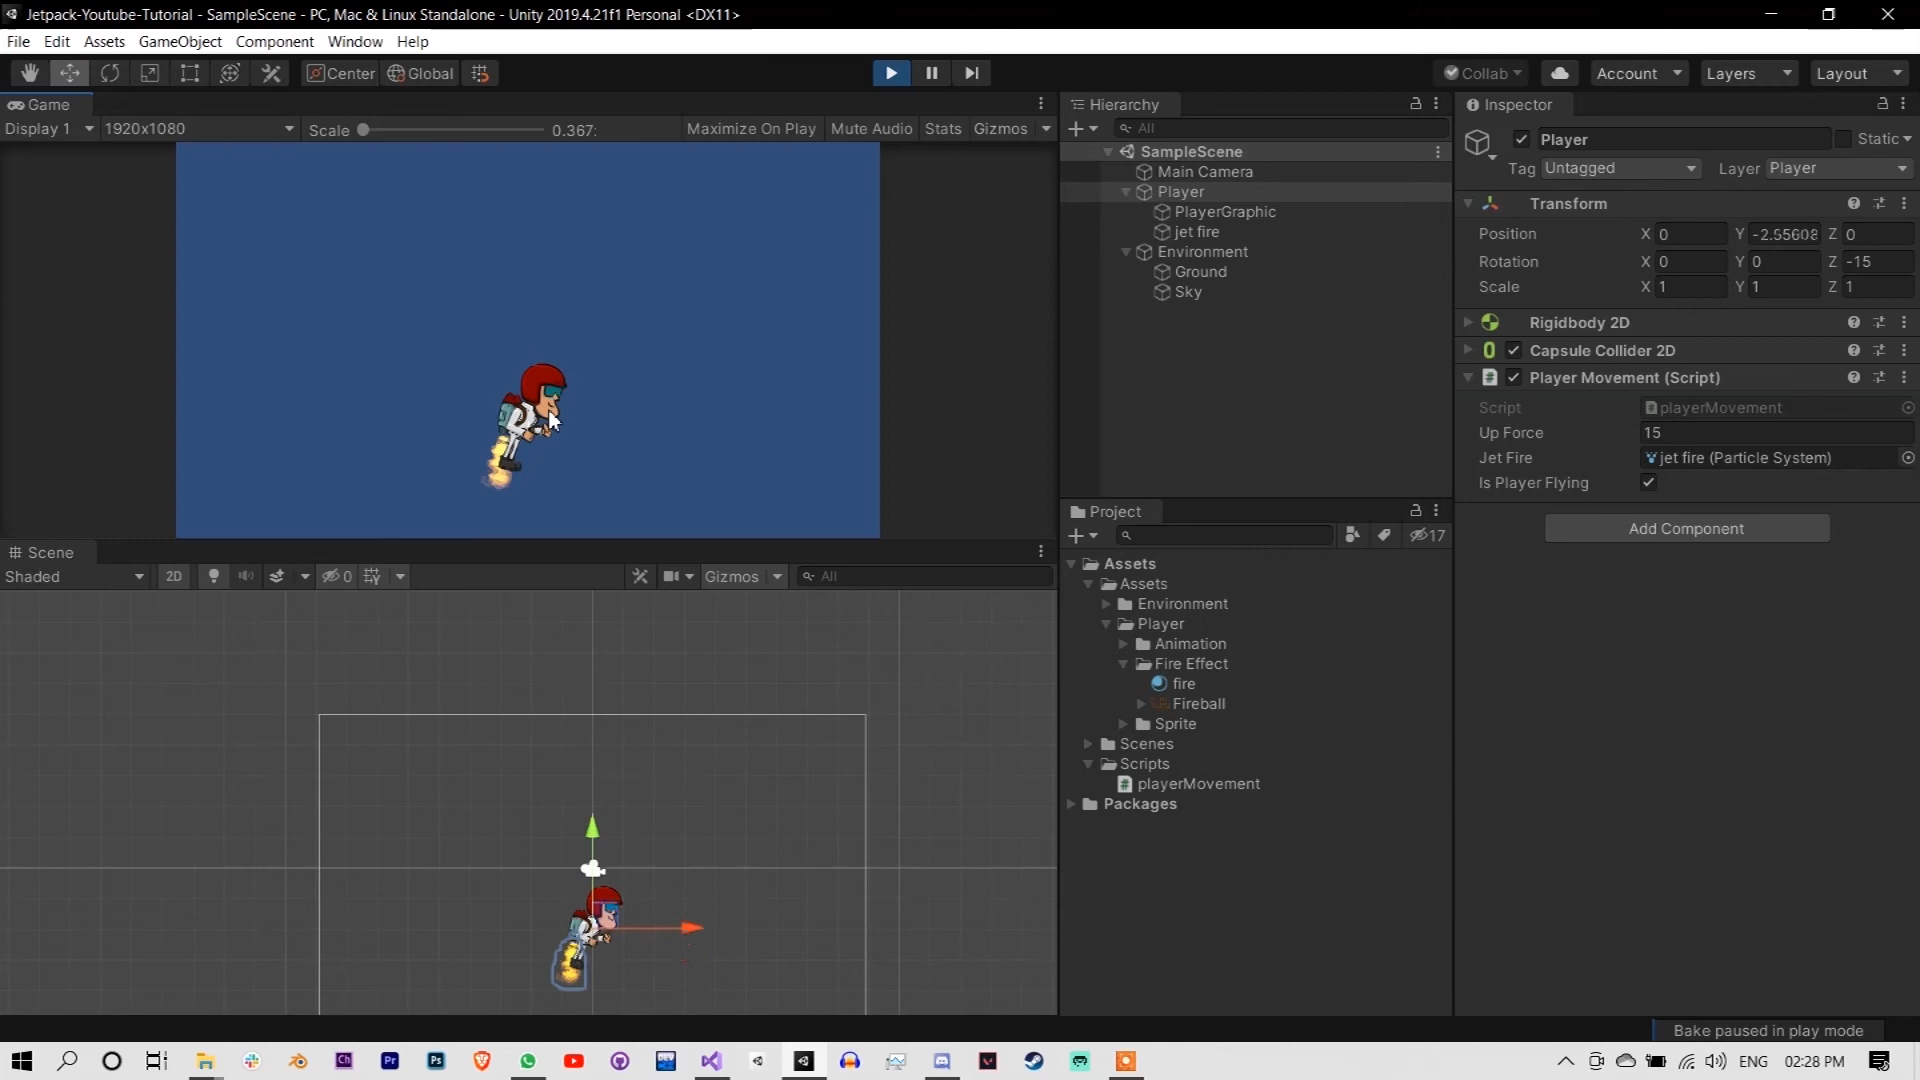 Jetpack-Youtube-Tutorial - SampleScene - PC, Mac & Linux Standalone - Unity 2019.4.21f1 Personal <DX11>
File Edit Assets GameObject Component Window Help
Center Global Collab Account Layers Layout
Game
Display 1 1920x1080 Scale 0.367: Maximize On Play Mute Audio Stats Gizmos
Scene
Shaded 2D 0 Gizmos All
Hierarchy
All
SampleScene
Main Camera
Player
PlayerGraphic
jet fire
Environment
Ground
Sky
Project
17
Assets
Assets
Environment
Player
Animation
Fire Effect
fire
Fireball
Sprite
Scenes
Scripts
playerMovement
Packages
Inspector
Player Static
Tag Untagged Layer Player
Transform
Position X 0 Y -2.55608 Z 0
Rotation X 0 Y 0 Z -15
Scale X 1 Y 1 Z 1
Rigidbody 2D
Capsule Collider 2D
Player Movement (Script)
Script playerMovement
Up Force 15
Jet Fire jet fire (Particle System)
Is Player Flying
Add Component
Bake paused in play mode
Ch Pr Ps DEV ENG 02:28 PM